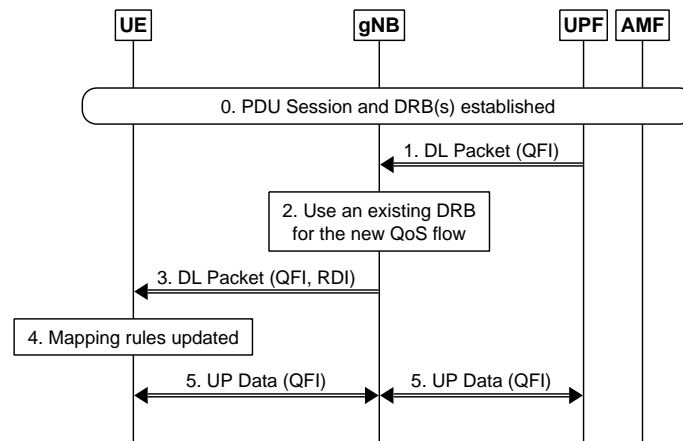 UE
gNB
UPF
AMF
0. PDU Session and DRB(s) established
1. DL Packet (QFI)
2. Use an existing DRB
for the new QoS flow
3. DL Packet (QFI, RDI)
4. Mapping rules updated
5. UP Data (QFI)
5. UP Data (QFI)